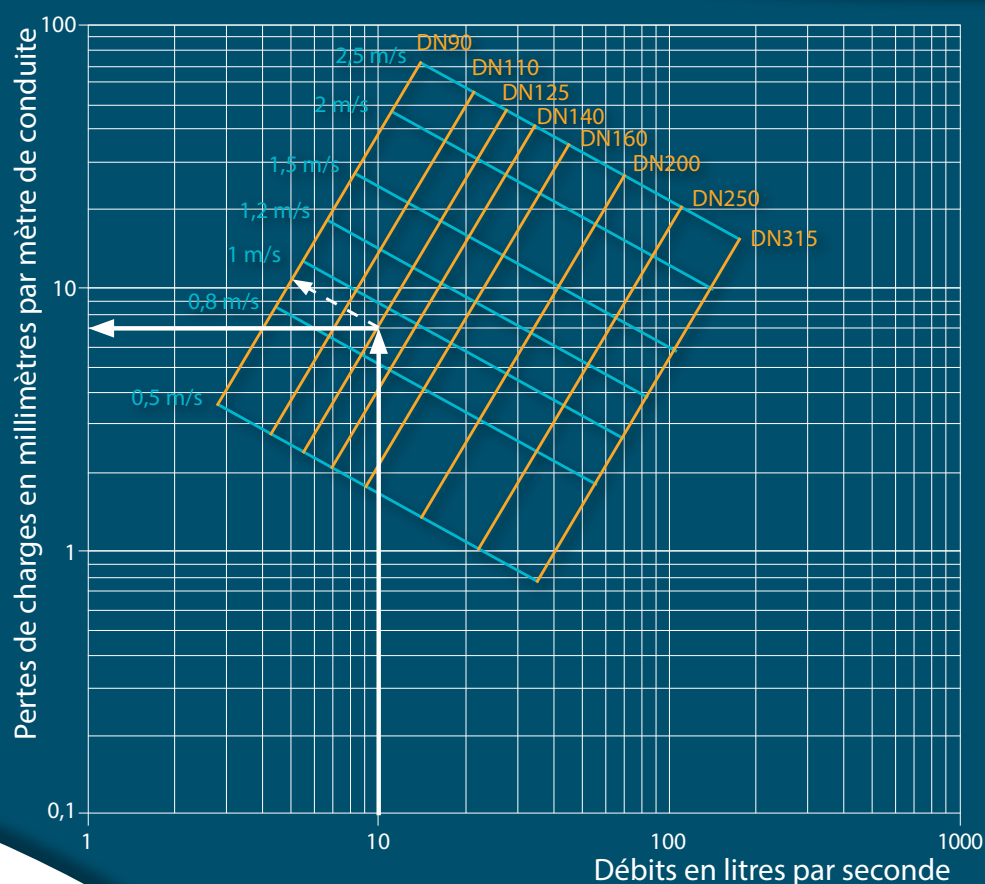 Pertes de charges en millimètres par mètre de conduite
100
10
1
0,1
2,5 m/s
2 m/s
1,5 m/s
1,2 m/s
1 m/s
0,8 m/s
0,5 m/s
DN90
DN110
DN125
DN140
DN160
DN200
DN250
DN315
1
10
100
1000
Débits en litres par seconde